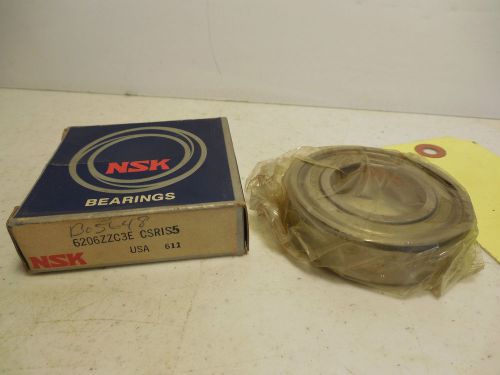 NSK
BEARINGS
6206ZZC3E CSRIS5
NSK
USA 611